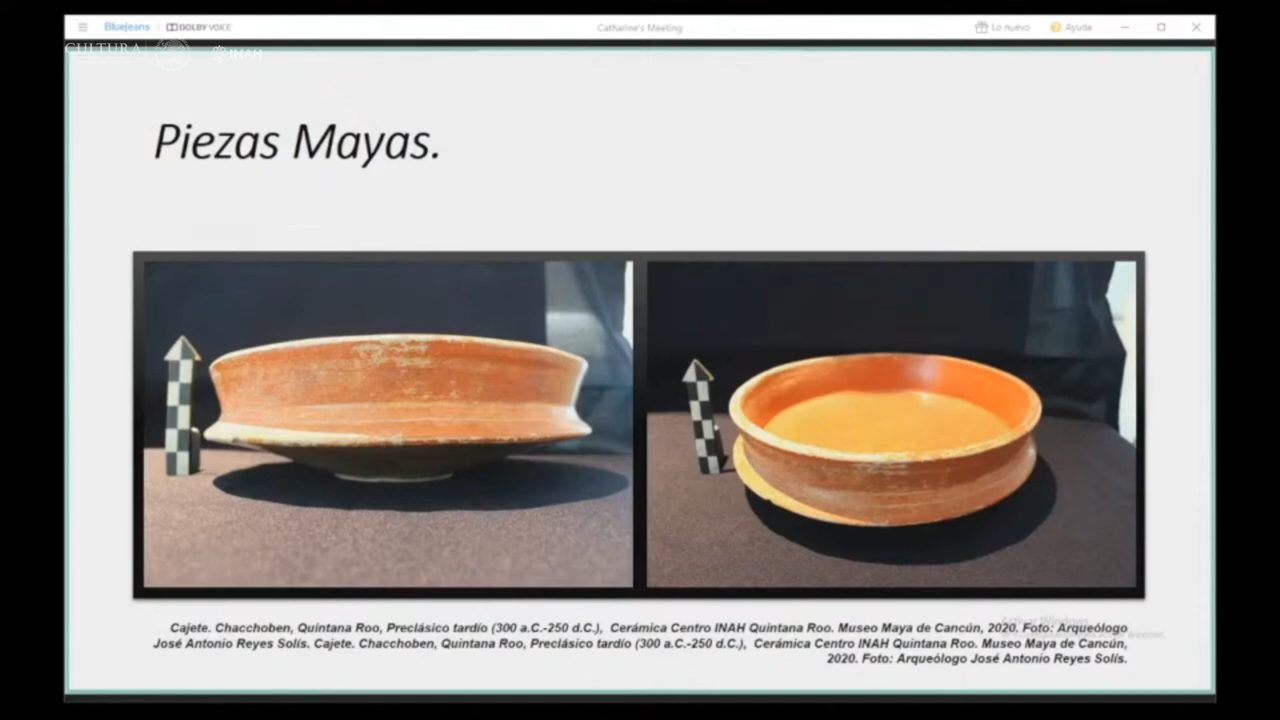 BlueJeans DOLBY VOICE Catharine's Meeting Lo nuevo Ayuda
CULTURA INAH
Piezas Mayas.
Cajete. Chacchoben, Quintana Roo, Preclásico tardío (300 a.C.-250 d.C.), Cerámica Centro INAH Quintana Roo. Museo Maya de Cancún, 2020. Foto: Arqueólogo
José Antonio Reyes Solís. Cajete. Chacchoben, Quintana Roo, Preclásico tardío (300 a.C.-250 d.C.), Cerámica Centro INAH Quintana Roo. Museo Maya de Cancún,
2020. Foto: Arqueólogo José Antonio Reyes Solís.